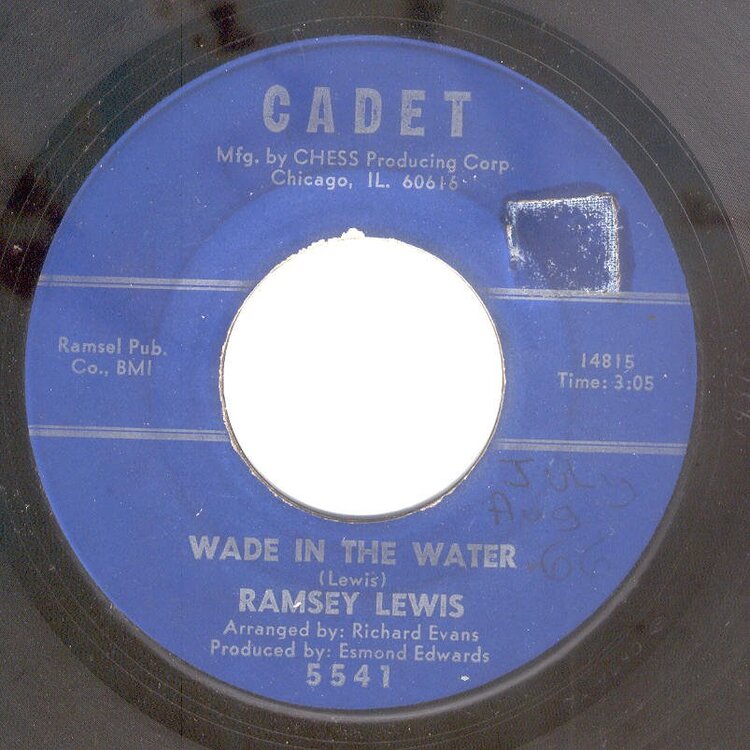 CADET
Mfg. by CHESS Producing Corp.
Chicago, IL. 60616
Ramsel Pub.
Co., BMI
14815
Time: 3:05
July
Aug
66
WADE IN THE WATER
(Lewis)
RAMSEY LEWIS
Arranged by: Richard Evans
Produced by: Esmond Edwards
5541